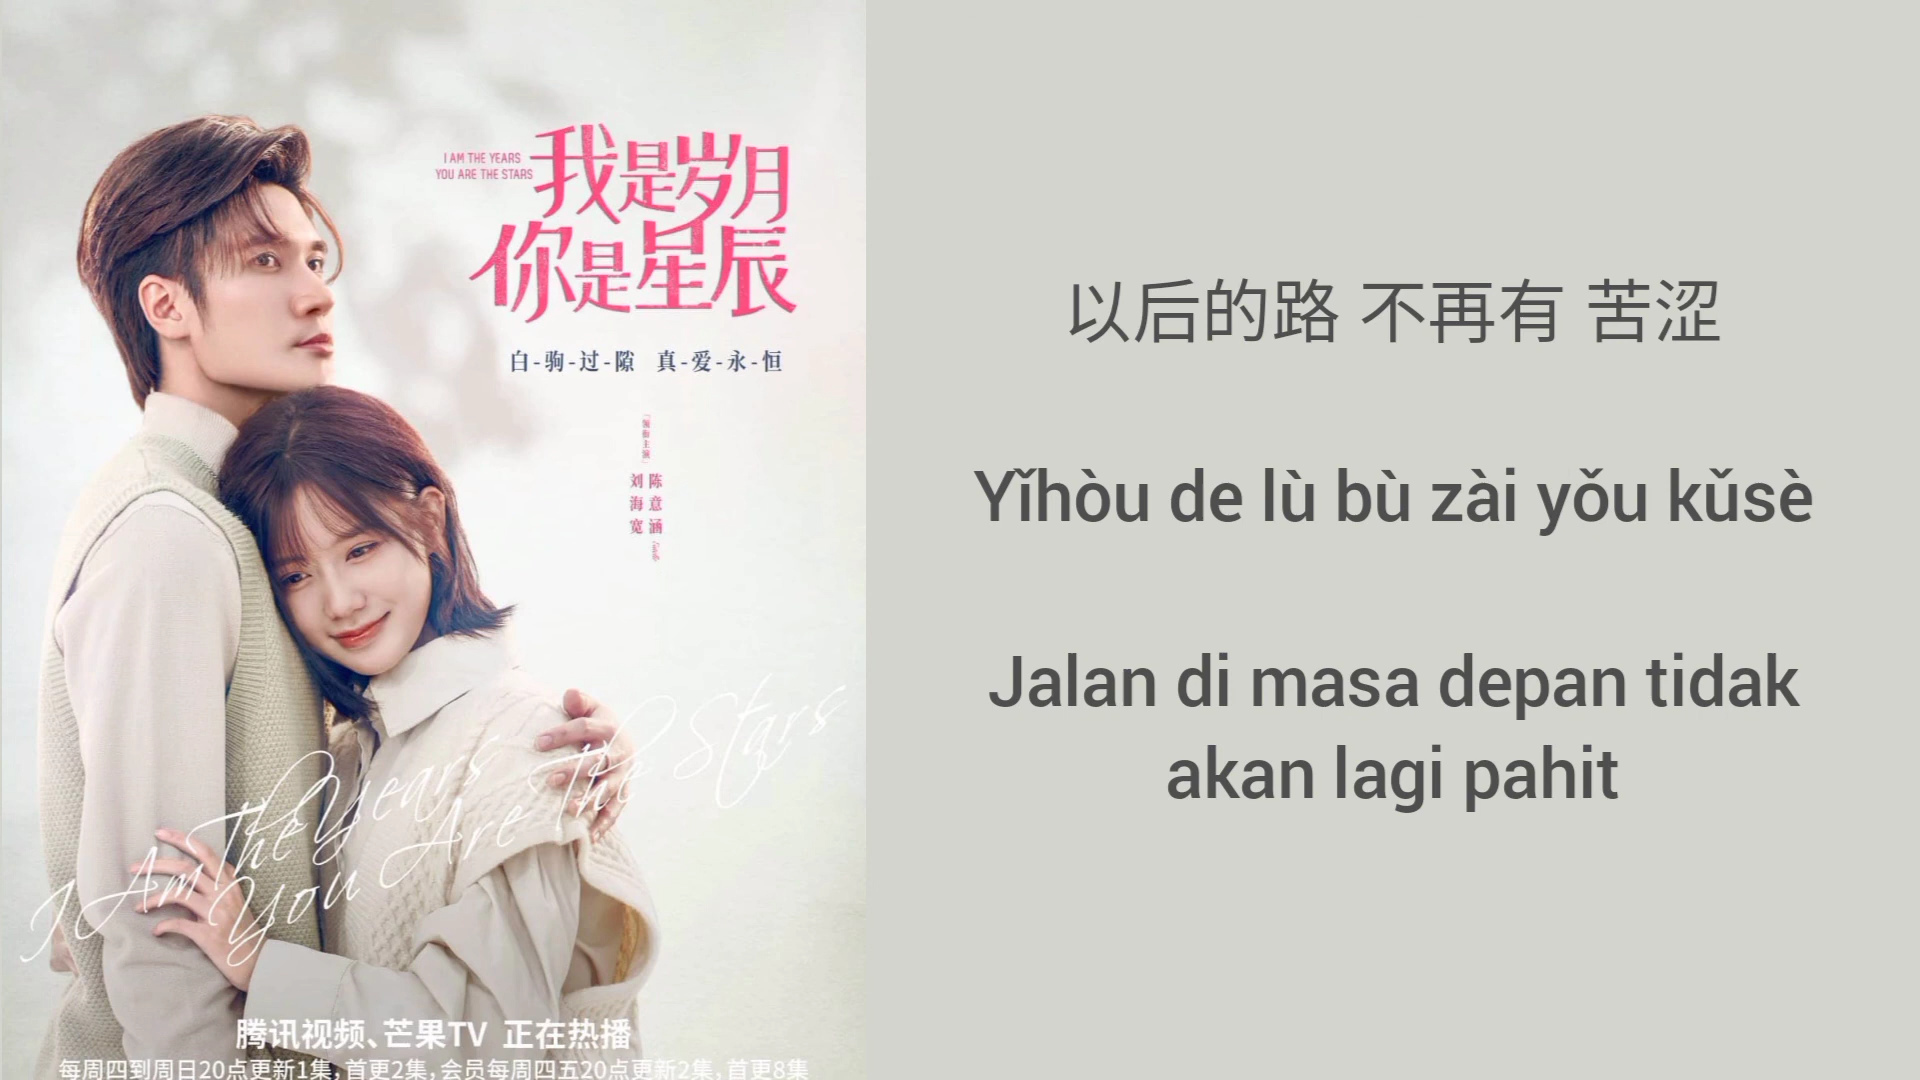 I AM THE YEARS
YOU ARE THE STARS
我是岁月
你是星辰
白-驹-过-隙 真-爱-永-恒
领衔主演
刘海宽
陈意涵
I Am The Years
You Are The Stars
腾讯视频、芒果TV 正在热播
每周四到周日20点更新1集,首更2集,会员每周四五20点更新2集,首更8集
以后的路 不再有 苦涩
Yǐhòu de lù bù zài yǒu kǔsè
Jalan di masa depan tidak
akan lagi pahit